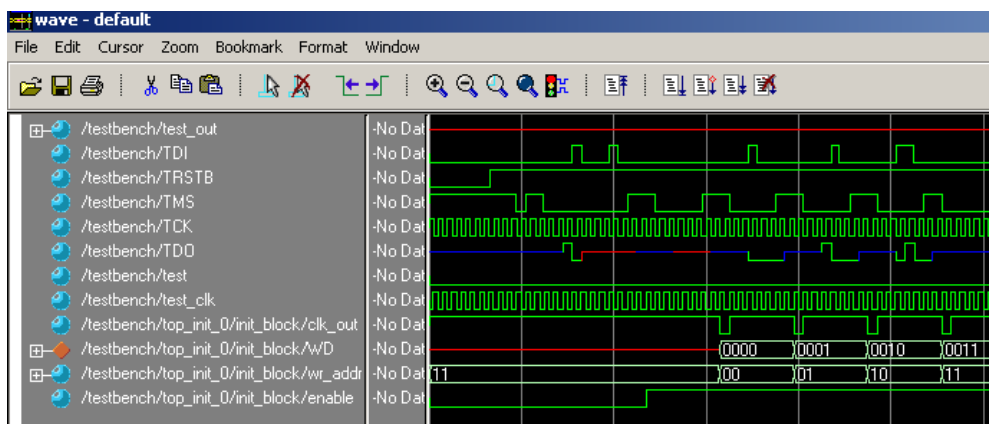 wave - default
File Edit Cursor Zoom Bookmark Format Window
/testbench/test_out -No Dat
/testbench/TDI -No Dat
/testbench/TRSTB -No Dat
/testbench/TMS -No Dat
/testbench/TCK -No Dat
/testbench/TDO -No Dat
/testbench/test -No Dat
/testbench/test_clk -No Dat
/testbench/top_init_0/init_block/clk_out -No Dat
/testbench/top_init_0/init_block/WD -No Dat 0000 0001 0010 0011
/testbench/top_init_0/init_block/wr_addr -No Dat 11 00 01 10 11
/testbench/top_init_0/init_block/enable -No Dat